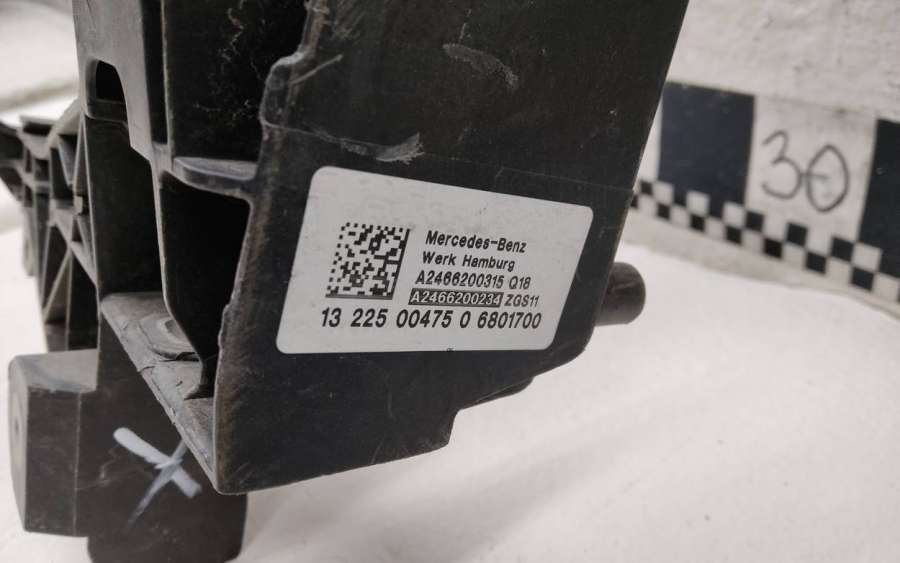 Mercedes-Benz
Werk Hamburg
A2466200315 Q18
A2466200234 ZGS11
13 225 00475 0 6801700
30